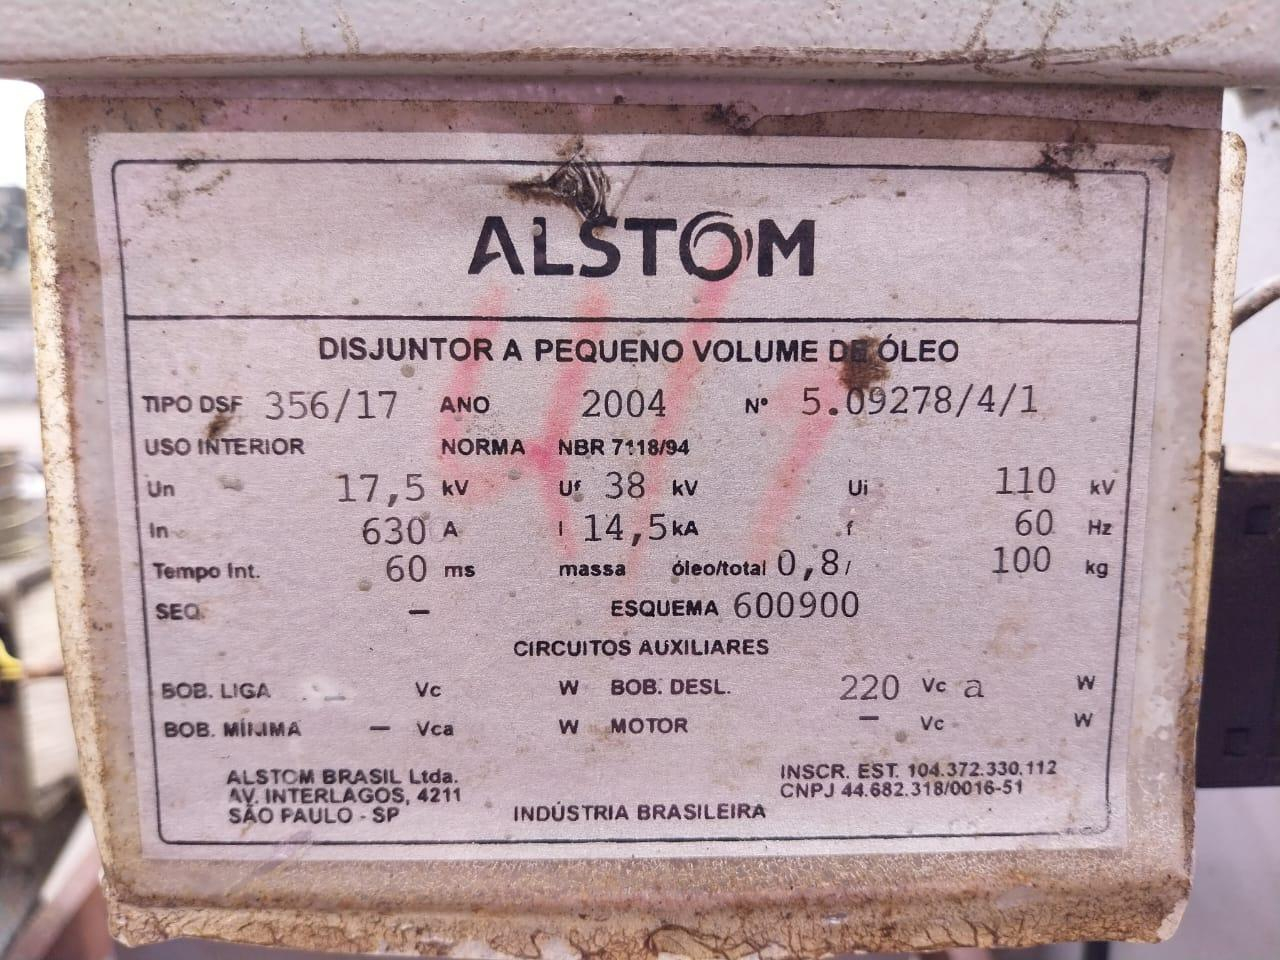 ALSTOM
DISJUNTOR A PEQUENO VOLUME DE ÓLEO
TIPO DSF 356/17 ANO 2004 Nº 5.09278/4/1
USO INTERIOR NORMA NBR 7118/94
Un 17,5 kV Uf 38 kV Ui 110 kV
In 630 A I 14,5 kA f 60 Hz
Tempo Int. 60 ms massa óleo/total 0,8/ 100 kg
SEQ. — ESQUEMA 600900
CIRCUITOS AUXILIARES
BOB. LIGA — Vc W BOB. DESL. 220 Vc a W
BOB. MÍNIMA — Vca W MOTOR — Vc W
ALSTOM BRASIL Ltda.
AV. INTERLAGOS, 4211
SÃO PAULO - SP
INDÚSTRIA BRASILEIRA
INSCR. EST. 104.372.330.112
CNPJ 44.682.318/0016-51